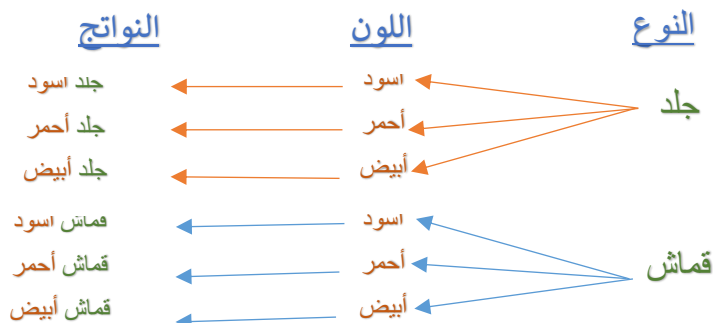 النوع اللون النواتج
اسود جلد اسود
جلد
أحمر جلد أحمر
أبيض جلد أبيض
اسود قماش اسود
قماش
أحمر قماش أحمر
أبيض قماش أبيض